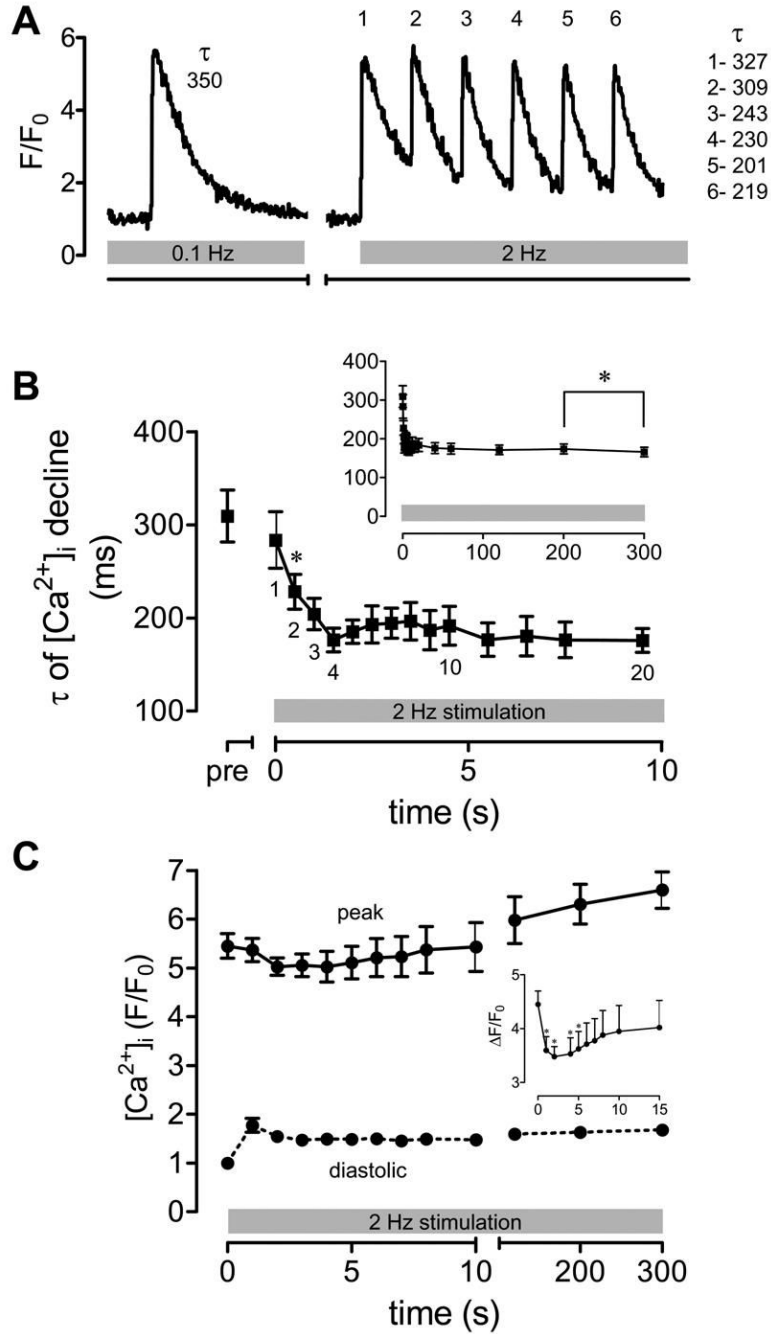 A
6
4
2
0
F/F0
τ
350
0.1 Hz
1 2 3 4 5 6
2 Hz
τ
1- 327
2- 309
3- 243
4- 230
5- 201
6- 219
B
400
300
200
100
τ of [Ca2+]i decline
(ms)
1
*
2
3
4
10
20
2 Hz stimulation
pre 0 5 10
time (s)
400
300
200
100
0
*
0 100 200 300
C
7
6
5
4
3
2
1
0
[Ca2+]i (F/F0)
peak
diastolic
5
4
3
ΔF/F0
* * * *
0 5 10 15
2 Hz stimulation
0 5 10 200 300
time (s)